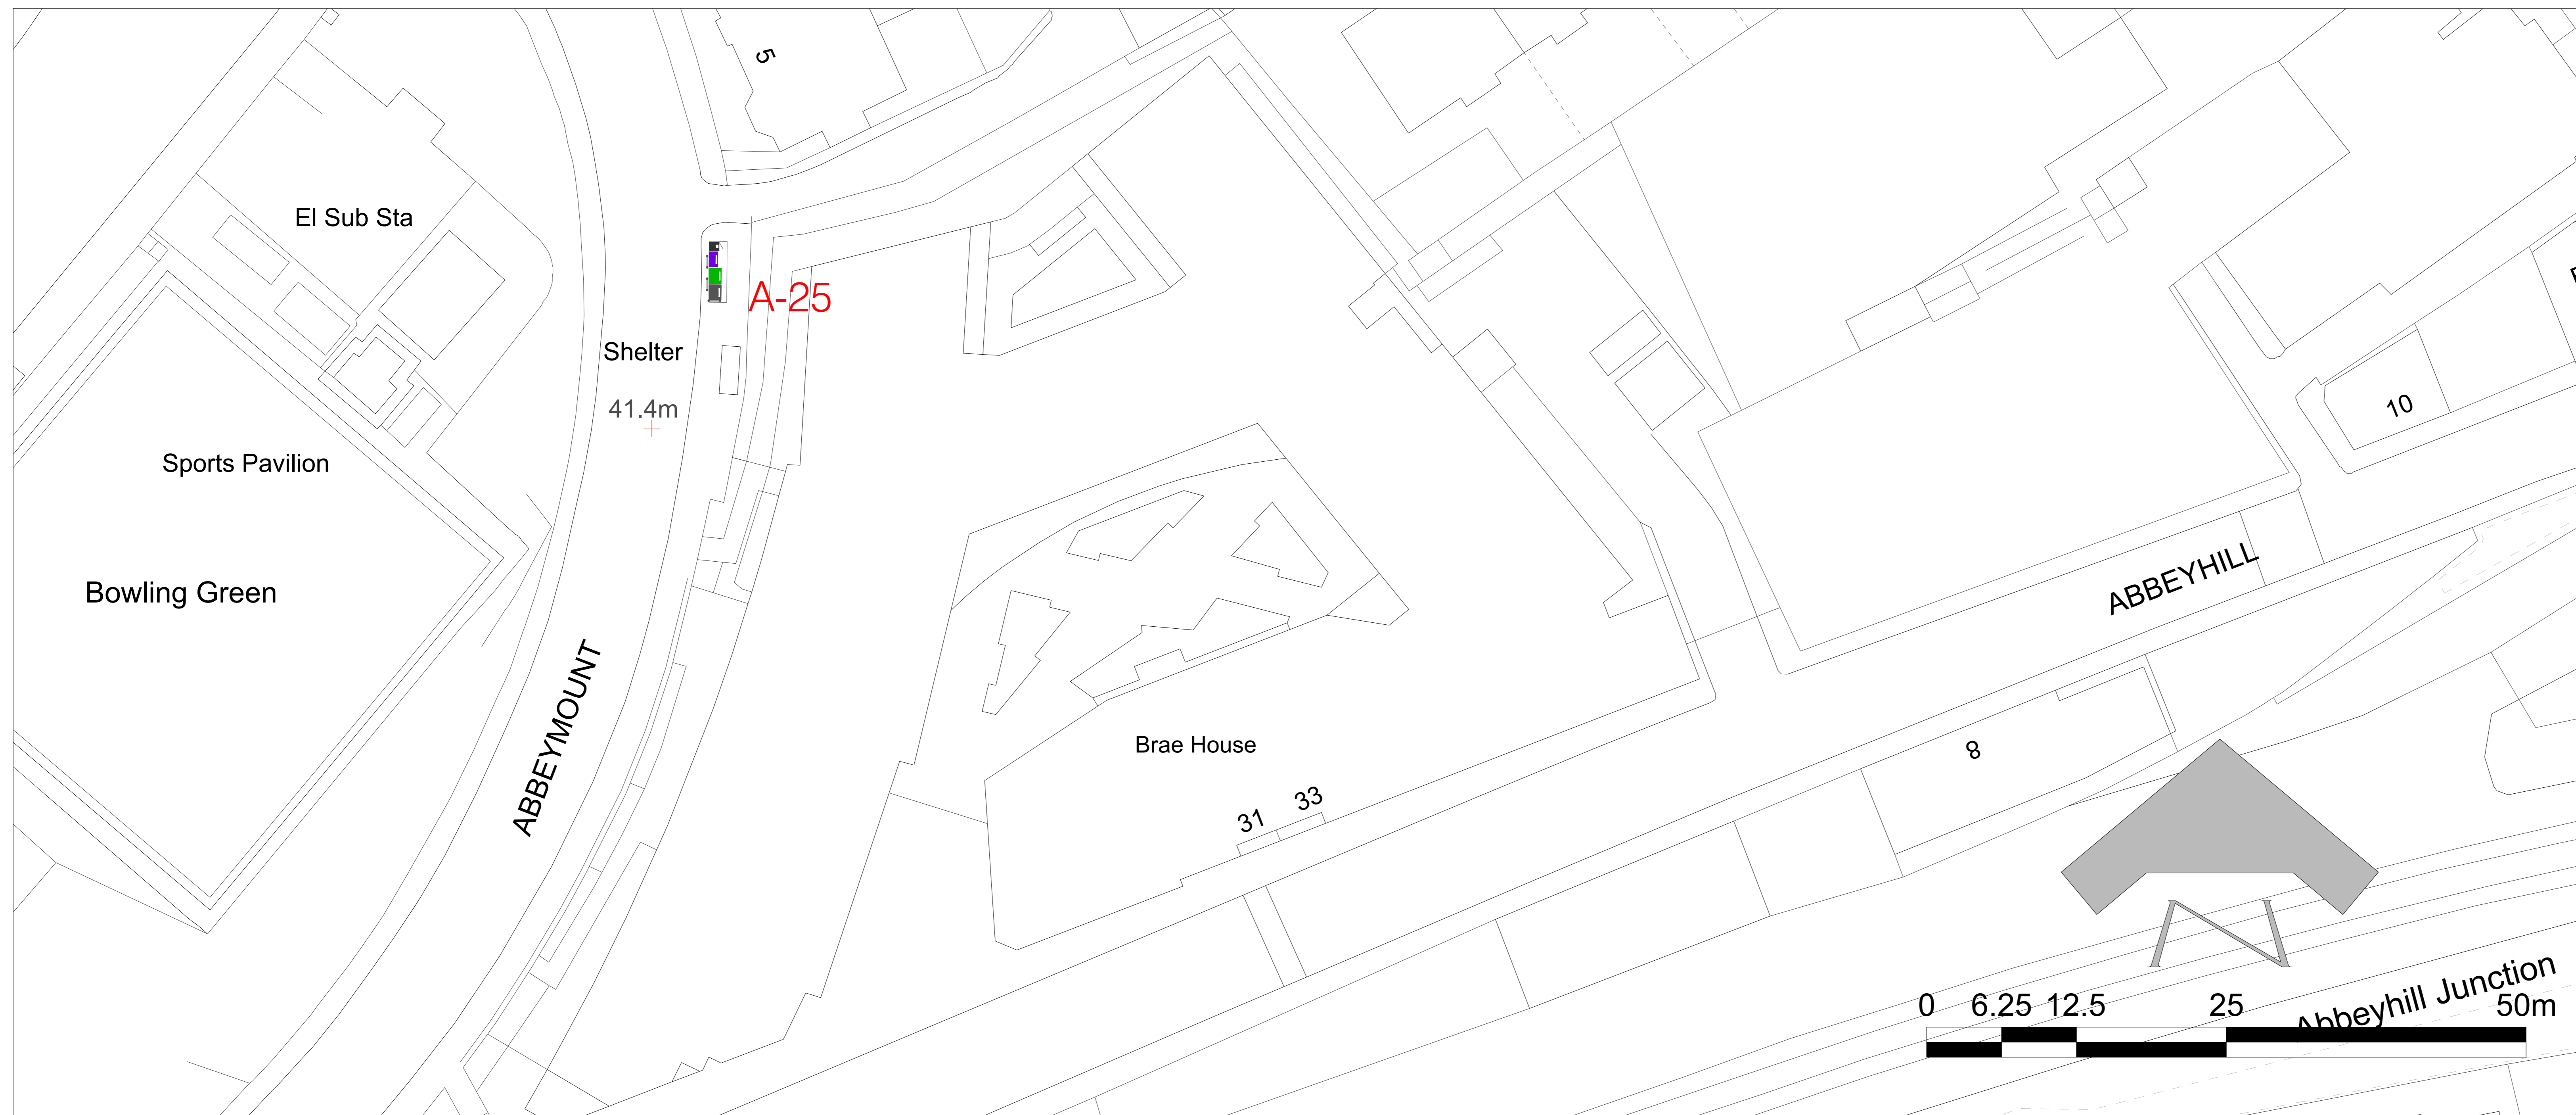 5
El Sub Sta
A-25
Shelter
41.4m
10
Sports Pavilion
Bowling Green
ABBEYHILL
ABBEYMOUNT
Brae House
8
31
33
N
Abbeyhill Junction
0 6.25 12.5 25 50m